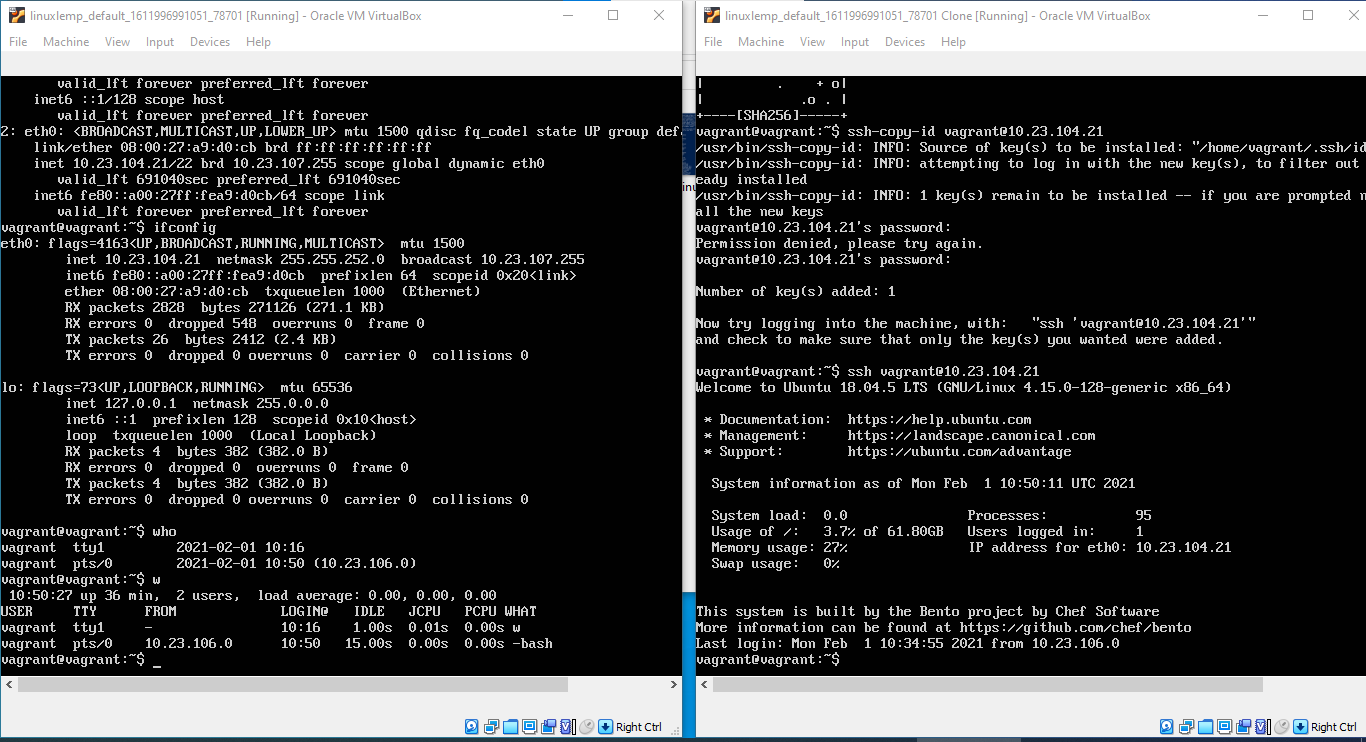 linuxlemp_default_1611996991051_78701 [Running] - Oracle VM VirtualBox
File Machine View Input Devices Help
valid_lft forever preferred_lft forever
inet6 ::1/128 scope host
valid_lft forever preferred_lft forever
2: eth0: <BROADCAST,MULTICAST,UP,LOWER_UP> mtu 1500 qdisc fq_codel state UP group defa
link/ether 08:00:27:a9:d0:cb brd ff:ff:ff:ff:ff:ff
inet 10.23.104.21/22 brd 10.23.107.255 scope global dynamic eth0
valid_lft 691040sec preferred_lft 691040sec
inet6 fe80::a00:27ff:fea9:d0cb/64 scope link
valid_lft forever preferred_lft forever
vagrant@vagrant:~$ ifconfig
eth0: flags=4163<UP,BROADCAST,RUNNING,MULTICAST>  mtu 1500
inet 10.23.104.21  netmask 255.255.252.0  broadcast 10.23.107.255
inet6 fe80::a00:27ff:fea9:d0cb  prefixlen 64  scopeid 0x20<link>
ether 08:00:27:a9:d0:cb  txqueuelen 1000  (Ethernet)
RX packets 2828  bytes 271126 (271.1 KB)
RX errors 0  dropped 548  overruns 0  frame 0
TX packets 26  bytes 2412 (2.4 KB)
TX errors 0  dropped 0 overruns 0  carrier 0  collisions 0
lo: flags=73<UP,LOOPBACK,RUNNING>  mtu 65536
inet 127.0.0.1  netmask 255.0.0.0
inet6 ::1  prefixlen 128  scopeid 0x10<host>
loop  txqueuelen 1000  (Local Loopback)
RX packets 4  bytes 382 (382.0 B)
RX errors 0  dropped 0  overruns 0  frame 0
TX packets 4  bytes 382 (382.0 B)
TX errors 0  dropped 0 overruns 0  carrier 0  collisions 0
vagrant@vagrant:~$ who
vagrant  tty1         2021-02-01 10:16
vagrant  pts/0        2021-02-01 10:50 (10.23.106.0)
vagrant@vagrant:~$ w
10:50:27 up 36 min,  2 users,  load average: 0.00, 0.00, 0.00
USER     TTY      FROM             LOGIN@   IDLE   JCPU   PCPU WHAT
vagrant  tty1     -                10:16    1.00s  0.01s  0.00s w
vagrant  pts/0    10.23.106.0      10:50   15.00s  0.00s  0.00s -bash
vagrant@vagrant:~$ _
Right Ctrl
linuxlemp_default_1611996991051_78701 Clone [Running] - Oracle VM VirtualBox
File Machine View Input Devices Help
|         .    + o|
|            .o . |
+----[SHA256]-----+
vagrant@vagrant:~$ ssh-copy-id vagrant@10.23.104.21
/usr/bin/ssh-copy-id: INFO: Source of key(s) to be installed: "/home/vagrant/.ssh/id
/usr/bin/ssh-copy-id: INFO: attempting to log in with the new key(s), to filter out
eady installed
/usr/bin/ssh-copy-id: INFO: 1 key(s) remain to be installed -- if you are prompted n
all the new keys
vagrant@10.23.104.21's password:
Permission denied, please try again.
vagrant@10.23.104.21's password:
Number of key(s) added: 1
Now try logging into the machine, with:   "ssh 'vagrant@10.23.104.21'"
and check to make sure that only the key(s) you wanted were added.
vagrant@vagrant:~$ ssh vagrant@10.23.104.21
Welcome to Ubuntu 18.04.5 LTS (GNU/Linux 4.15.0-128-generic x86_64)
* Documentation:  https://help.ubuntu.com
* Management:     https://landscape.canonical.com
* Support:        https://ubuntu.com/advantage
System information as of Mon Feb  1 10:50:11 UTC 2021
System load:  0.0               Processes:           95
Usage of /:   3.7% of 61.80GB   Users logged in:     1
Memory usage: 27%               IP address for eth0: 10.23.104.21
Swap usage:   0%
This system is built by the Bento project by Chef Software
More information can be found at https://github.com/chef/bento
Last login: Mon Feb  1 10:34:55 2021 from 10.23.106.0
vagrant@vagrant:~$
Right Ctrl